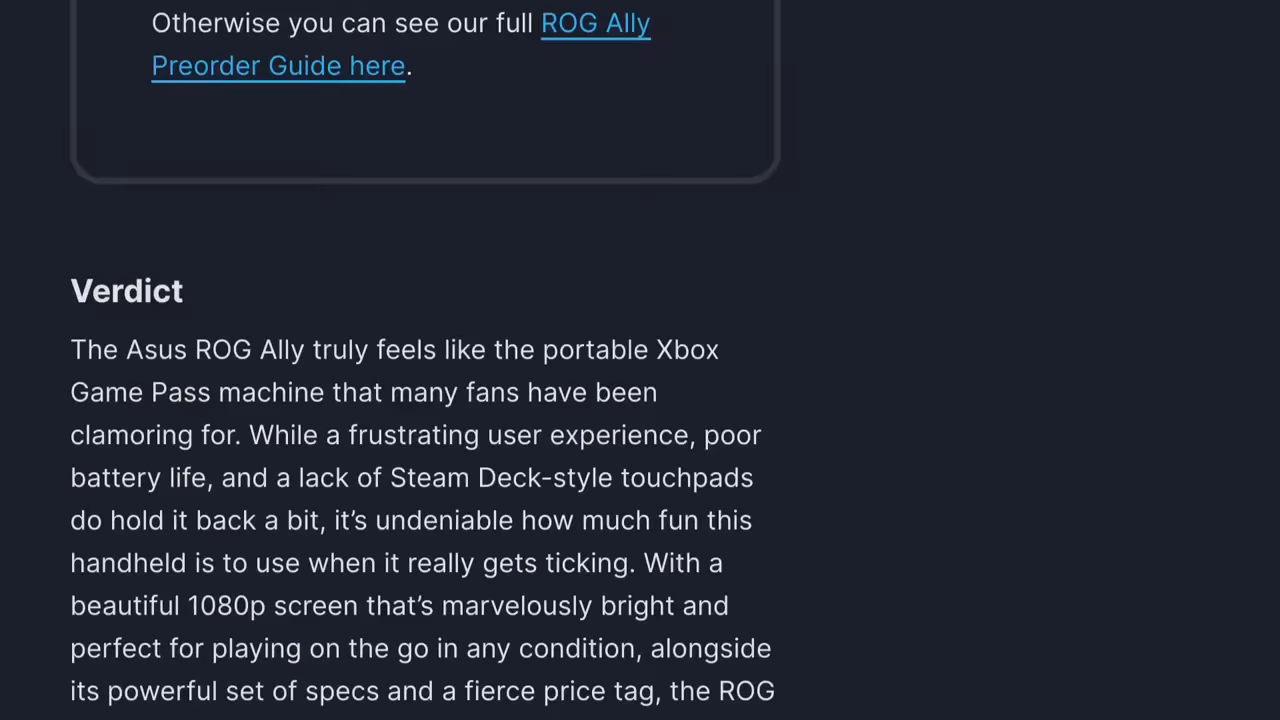 Otherwise you can see our full ROG Ally
Preorder Guide here.
Verdict
The Asus ROG Ally truly feels like the portable Xbox
Game Pass machine that many fans have been
clamoring for. While a frustrating user experience, poor
battery life, and a lack of Steam Deck-style touchpads
do hold it back a bit, it’s undeniable how much fun this
handheld is to use when it really gets ticking. With a
beautiful 1080p screen that’s marvelously bright and
perfect for playing on the go in any condition, alongside
its powerful set of specs and a fierce price tag, the ROG